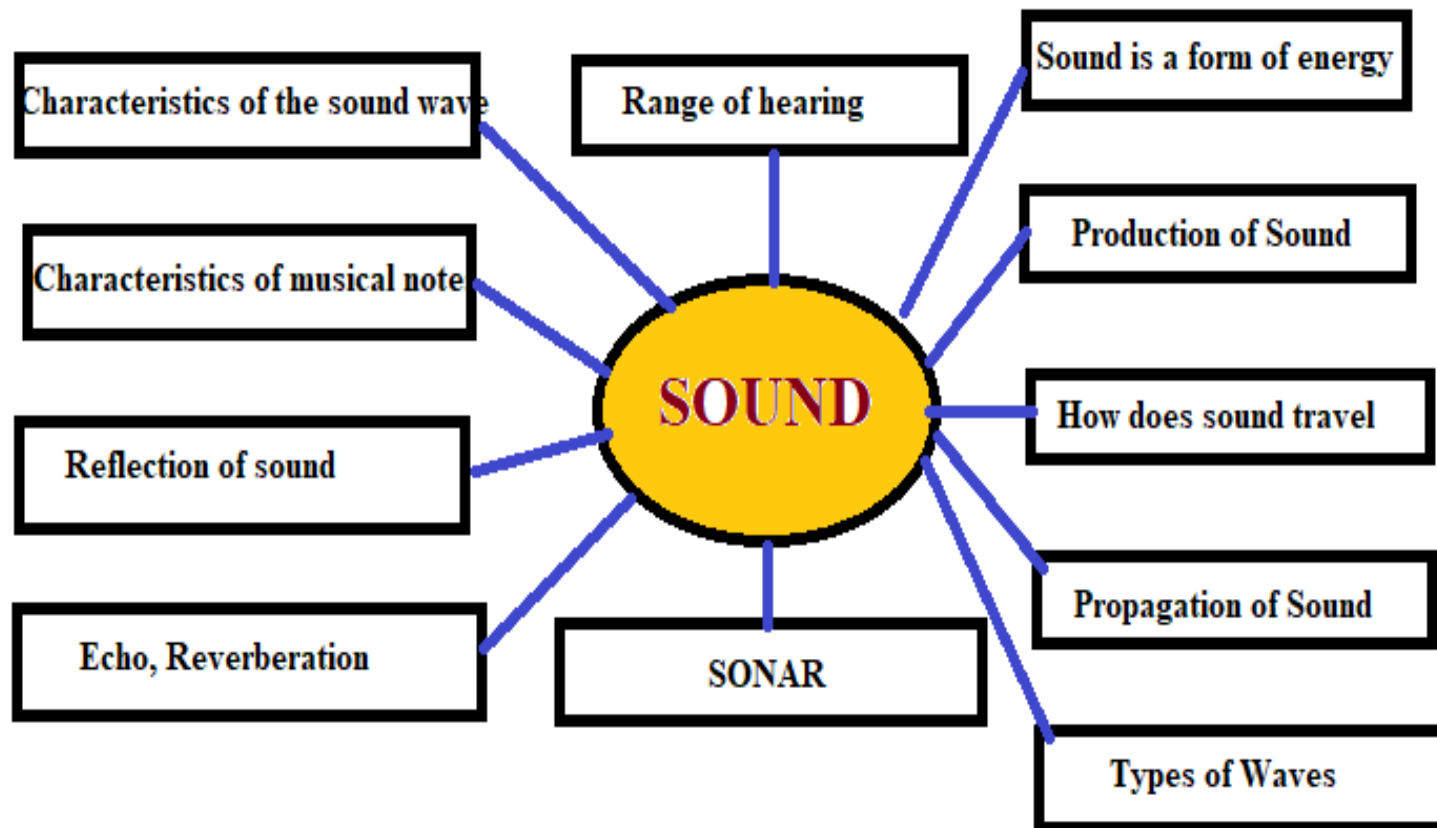 Characteristics of the sound wave
Range of hearing
Sound is a form of energy
Characteristics of musical note
Production of Sound
SOUND
How does sound travel
Reflection of sound
Propagation of Sound
Echo, Reverberation
SONAR
Types of Waves